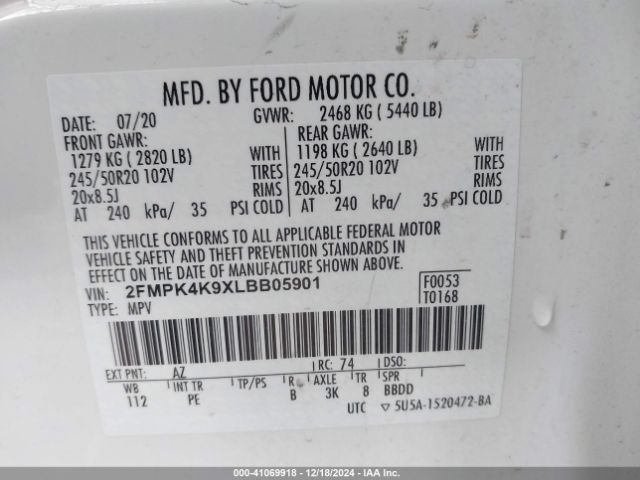 MFD. BY FORD MOTOR CO.
DATE: 07/20 GVWR: 2468 KG ( 5440 LB)
FRONT GAWR: REAR GAWR:
1279 KG ( 2820 LB) WITH 1198 KG ( 2640 LB) WITH
245/50R20 102V TIRES 245/50R20 102V TIRES
20x8.5J RIMS 20x8.5J RIMS
AT 240 kPa/ 35 PSI COLD AT 240 kPa/ 35 PSI COLD
THIS VEHICLE CONFORMS TO ALL APPLICABLE FEDERAL MOTOR
VEHICLE SAFETY AND THEFT PREVENTION STANDARDS IN
EFFECT ON THE DATE OF MANUFACTURE SHOWN ABOVE.
VIN: 2FMPK4K9XLBB05901 F0053
TYPE: MPV T0168
EXT PNT: AZ RC: 74 DSO:
WB INT TR TP/PS R AXLE TR SPR
112 PE B 3K 8 BBDD
UTC ▽ 5U5A-1520472-BA
000-41069918 - 12/18/2024 - IAAI.COM